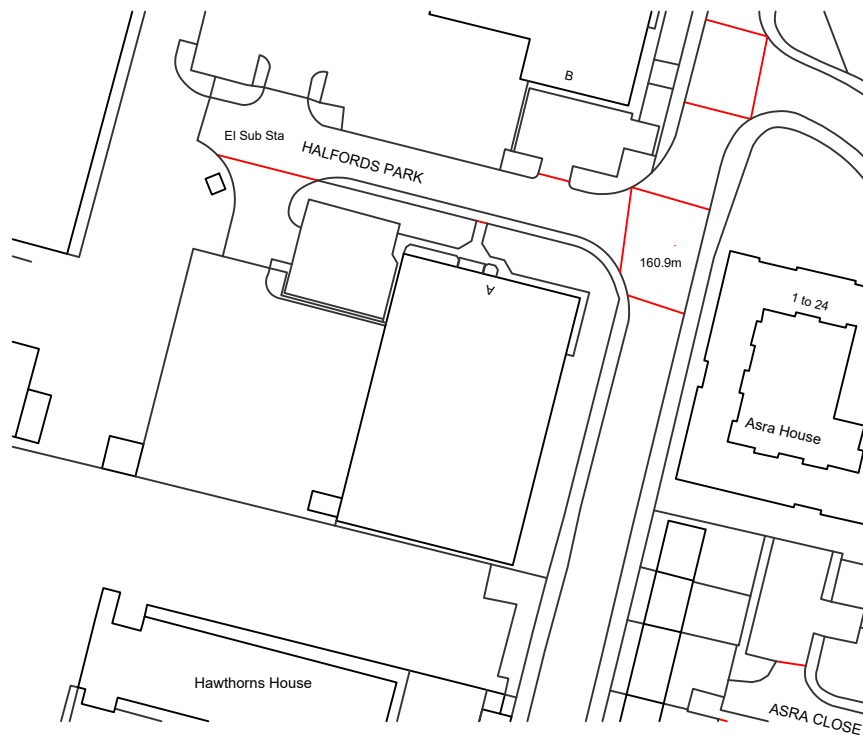 B
El Sub Sta
HALFORDS PARK
160.9m
A
1 to 24
Asra House
Hawthorns House
ASRA CLOSE